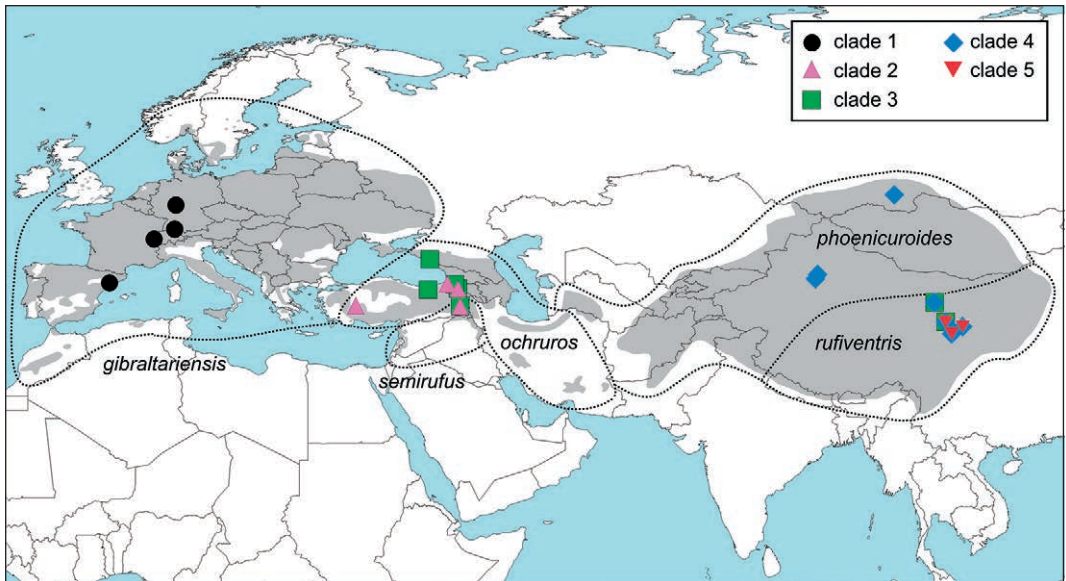 clade 1
clade 4
clade 2
clade 5
clade 3
phoenicuroides
rufiventris
ochruros
gibraltariensis
semirufus